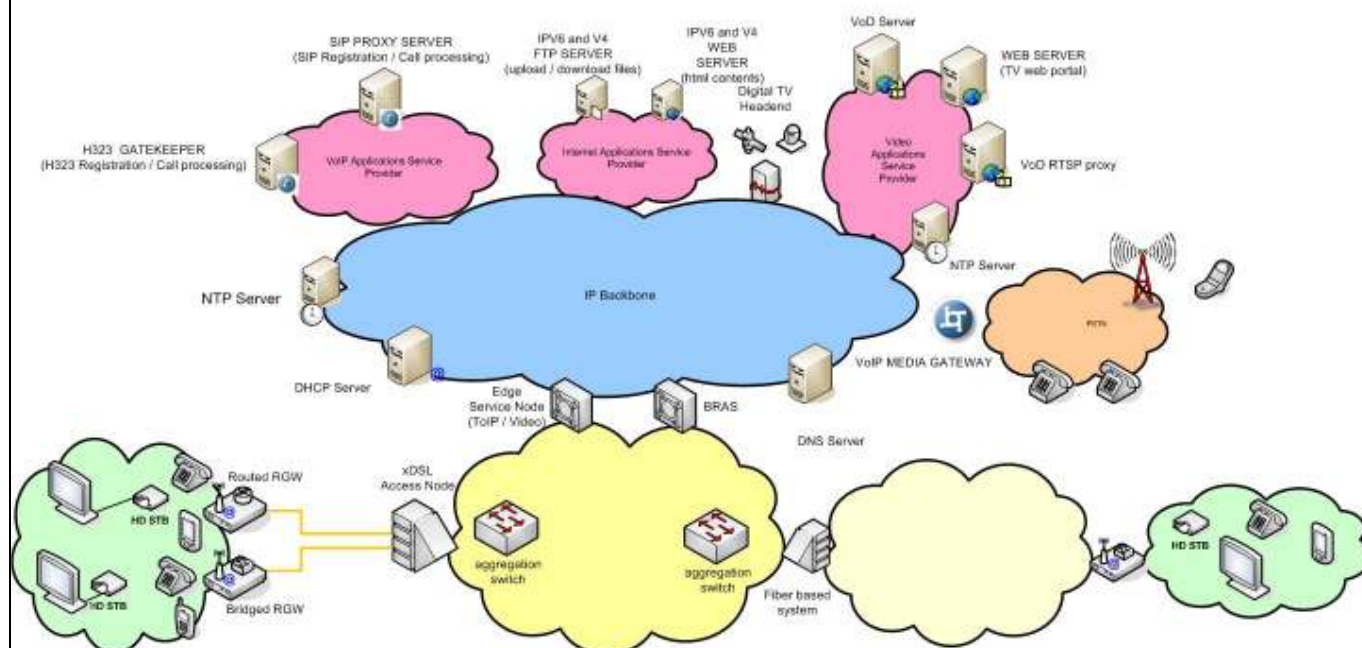 VoD Server
SIP PROXY SERVER
(SIP Registration / Call processing)
IPV6 and V4
FTP SERVER
(upload / download files)
IPV6 and V4
WEB
SERVER
(html contents)
WEB SERVER
(TV web portal)
Digital TV
Headend
H323 GATEKEEPER
(H323 Registration / Call processing)
VoIP Applications Service
Provider
Internet Applications Service
Provider
Video
Applications
Service
Provider
VoD RTSP proxy
NTP Server
NTP Server
IP Backbone
PSTN
VoIP MEDIA GATEWAY
DHCP Server
Edge
Service Node
(ToIP / Video)
BRAS
DNS Server
xDSL
Access Node
Routed RGW
HD STB
HD STB
Bridged RGW
aggregation
switch
aggregation
switch
Fiber based
system
HD STB